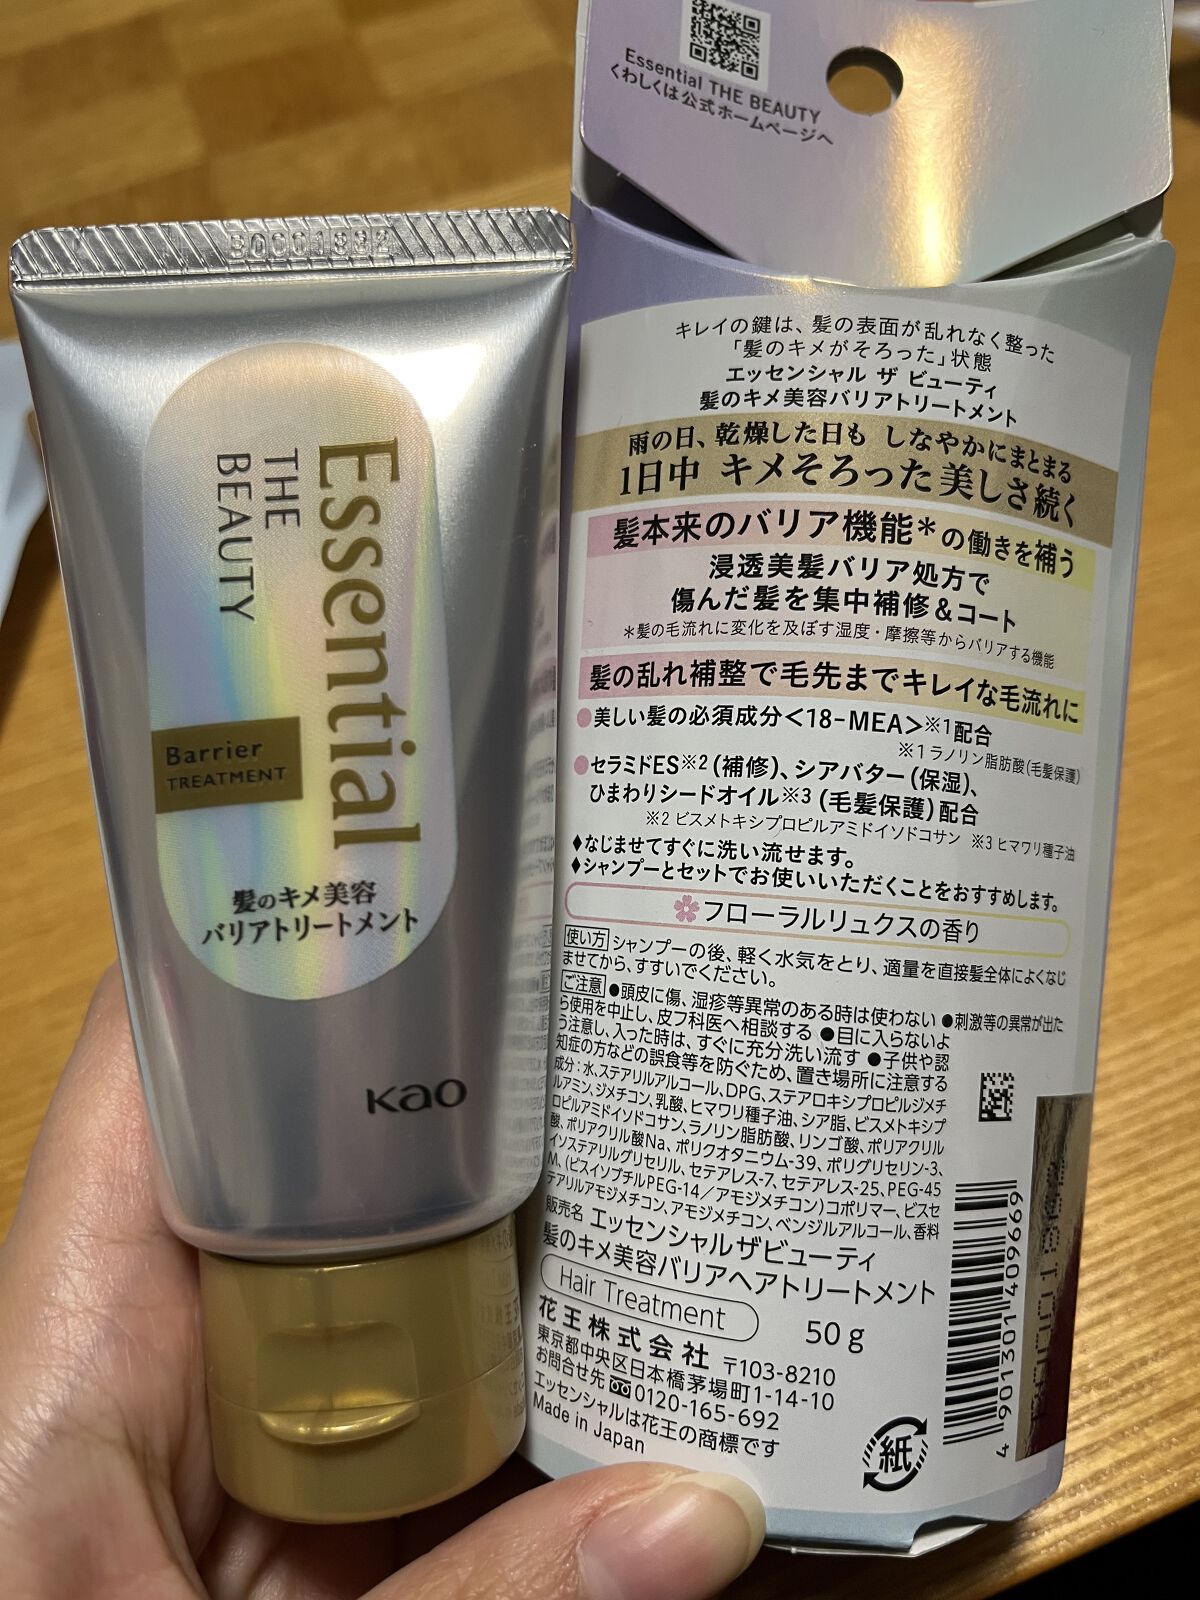 B0001832
Essential
THE
BEAUTY
Barrier
TREATMENT
髪のキメ美容
バリアトリートメント
Kao
Essential THE BEAUTY
くわしくは公式ホームページへ
キレイの鍵は、髪の表面が乱れなく整った
「髪のキメがそろった」状態
エッセンシャル ザ ビューティ
髪のキメ美容バリアトリートメント
雨の日、乾燥した日も しなやかにまとまる
1日中 キメそろった美しさ続く
髪本来のバリア機能*の働きを補う
浸透美髪バリア処方で
傷んだ髪を集中補修&コート
*髪の毛流れに変化を及ぼす湿度・摩擦等からバリアする機能
髪の乱れ補整で毛先までキレイな毛流れに
●美しい髪の必須成分<18-MEA>※1配合
※1 ラノリン脂肪酸(毛髪保護)
●セラミドES※2(補修)、シアバター(保湿)、
ひまわりシードオイル※3(毛髪保護)配合
※2 ビスメトキシプロピルアミドイソドコサン ※3 ヒマワリ種子油
♦なじませてすぐに洗い流せます。
♦シャンプーとセットでお使いいただくことをおすすめします。
フローラルリュクスの香り
使い方 シャンプーの後、軽く水気をとり、適量を直接髪全体によくなじ
ませてから、すすいでください。
ご注意 ●頭皮に傷、湿疹等異常のある時は使わない ●刺激等の異常が出た
ら使用を中止し、皮フ科医へ相談する ●目に入らないよ
う注意し、入った時は、すぐに充分洗い流す ●子供や認
知症の方などの誤食等を防ぐため、置き場所に注意する
成分：水、ステアリルアルコール、DPG、ステアロキシプロピルジメチ
ルアミン、ジメチコン、乳酸、ヒマワリ種子油、シア脂、ビスメトキシプ
ロピルアミドイソドコサン、ラノリン脂肪酸、リンゴ酸、ポリアクリル
酸、ポリアクリル酸Na、ポリクオタニウム-39、ポリグリセリン-3、
イソステアリルグリセリル、セテアレス-7、セテアレス-25、PEG-45
M、(ビスイソブチルPEG-14/アモジメチコン)コポリマー、ビスセ
テアリルアモジメチコン、アモジメチコン、ベンジルアルコール、香料
販売名 エッセンシャルザビューティ
髪のキメ美容バリアヘアトリートメント
Hair Treatment
50 g
花王株式会社 〒103-8210
東京都中央区日本橋茅場町1-14-10
お問合せ先 0120-165-692
エッセンシャルは花王の商標です
Made in Japan
紙
4 901301 409669